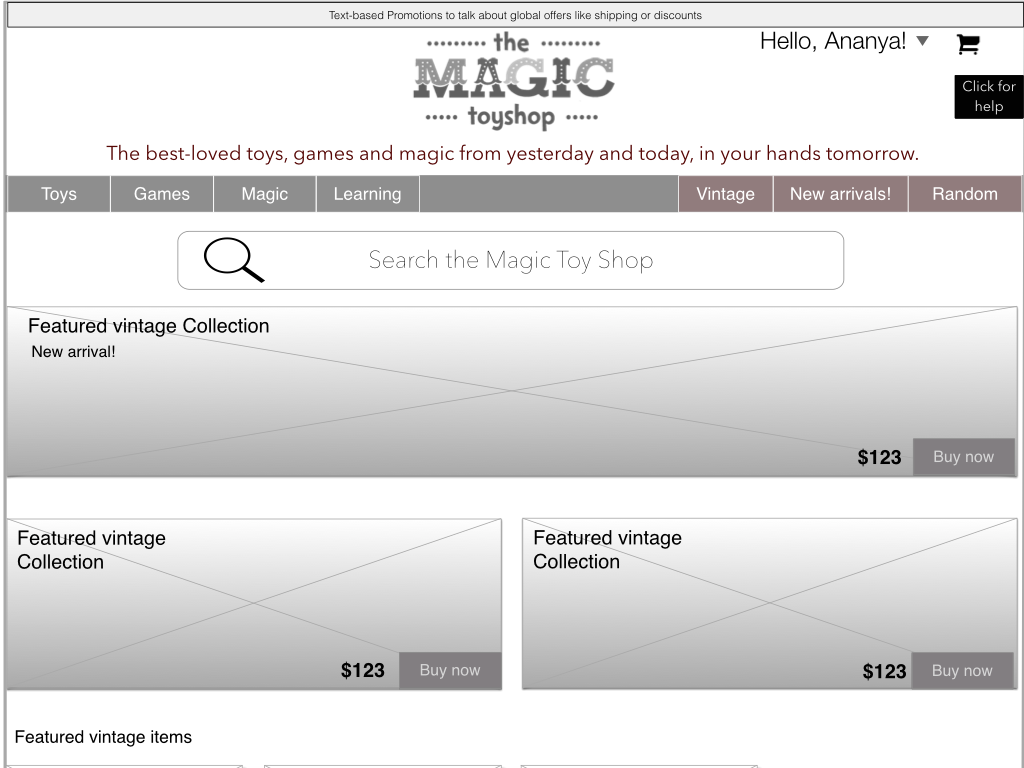 Text-based Promotions to talk about global offers like shipping or discounts
the
MAGIC
toyshop
Hello, Ananya!
Click for
help
The best-loved toys, games and magic from yesterday and today, in your hands tomorrow.
Toys
Games
Magic
Learning
Vintage
New arrivals!
Random
Search the Magic Toy Shop
Featured vintage Collection
New arrival!
$123
Buy now
Featured vintage
Collection
$123
Buy now
Featured vintage
Collection
$123
Buy now
Featured vintage items